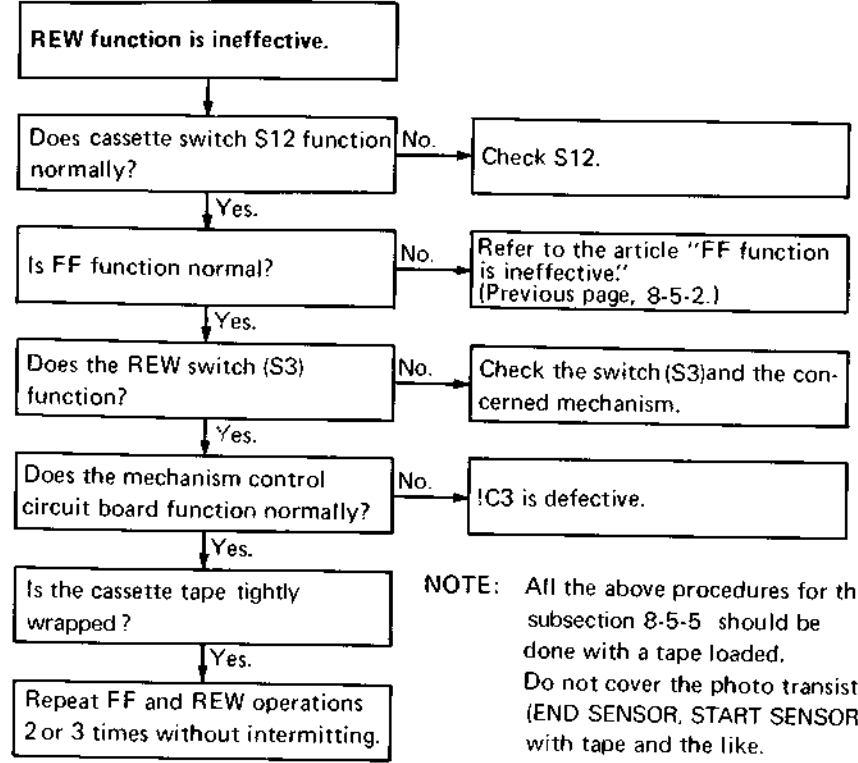 REW function is ineffective.
Does cassette switch S12 function
normally?
No.
Check S12.
Yes.
Is FF function normal?
No.
Refer to the article "FF function
is ineffective."
(Previous page, 8-5-2.)
Yes.
Does the REW switch (S3)
function?
No.
Check the switch (S3) and the con-
cerned mechanism.
Yes.
Does the mechanism control
circuit board function normally?
No.
IC3 is defective.
Yes.
Is the cassette tape tightly
wrapped?
Yes.
Repeat FF and REW operations
2 or 3 times without intermitting.
NOTE: All the above procedures for th
subsection 8-5-5 should be
done with a tape loaded.
Do not cover the photo transist
(END SENSOR, START SENSOR
with tape and the like.